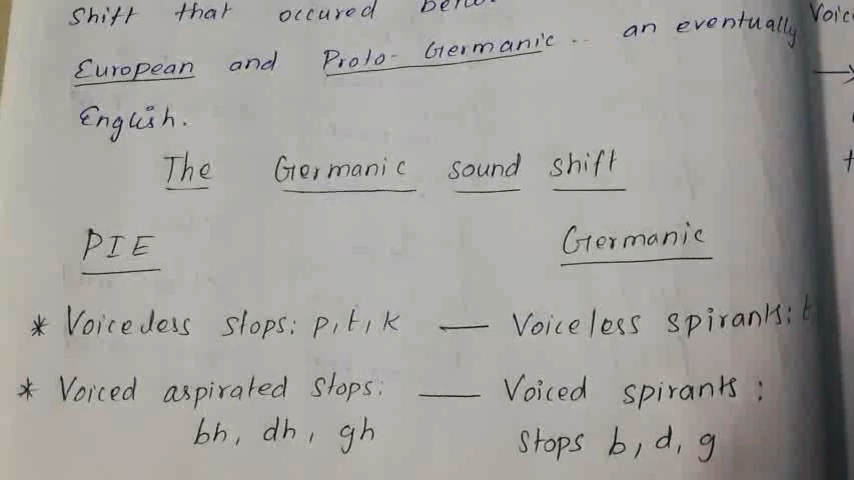 Shift that occured
European and Proto-Germanic.. an eventually
English.
The Germanic sound shift
PIE Germanic
* Voiceless stops: p, t, k — Voiceless spirants:
* Voiced aspirated stops: — Voiced spirants:
bh, dh, gh stops b, d, g